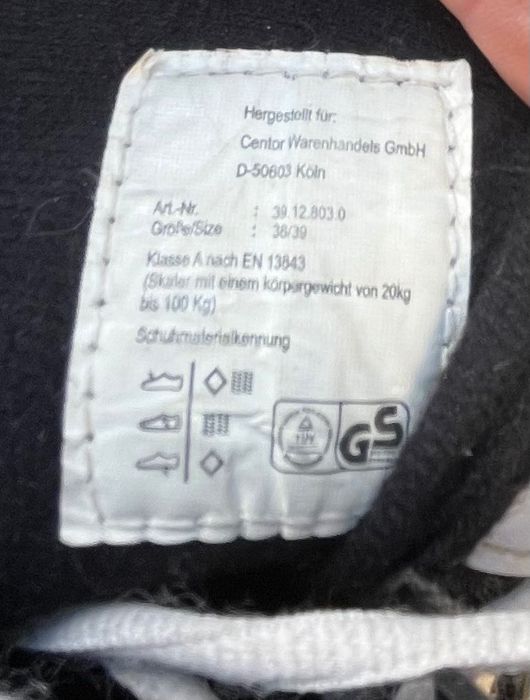 Hergestellt für:
Centor Warenhandels GmbH
D-50603 Köln
Art.-Nr. : 39.12.803.0
Größe/Size : 38/39
Klasse A nach EN 13843
(Skater mit einem körpergewicht von 20kg
bis 100 Kg)
Schuhmaterialkennung
TÜV GS